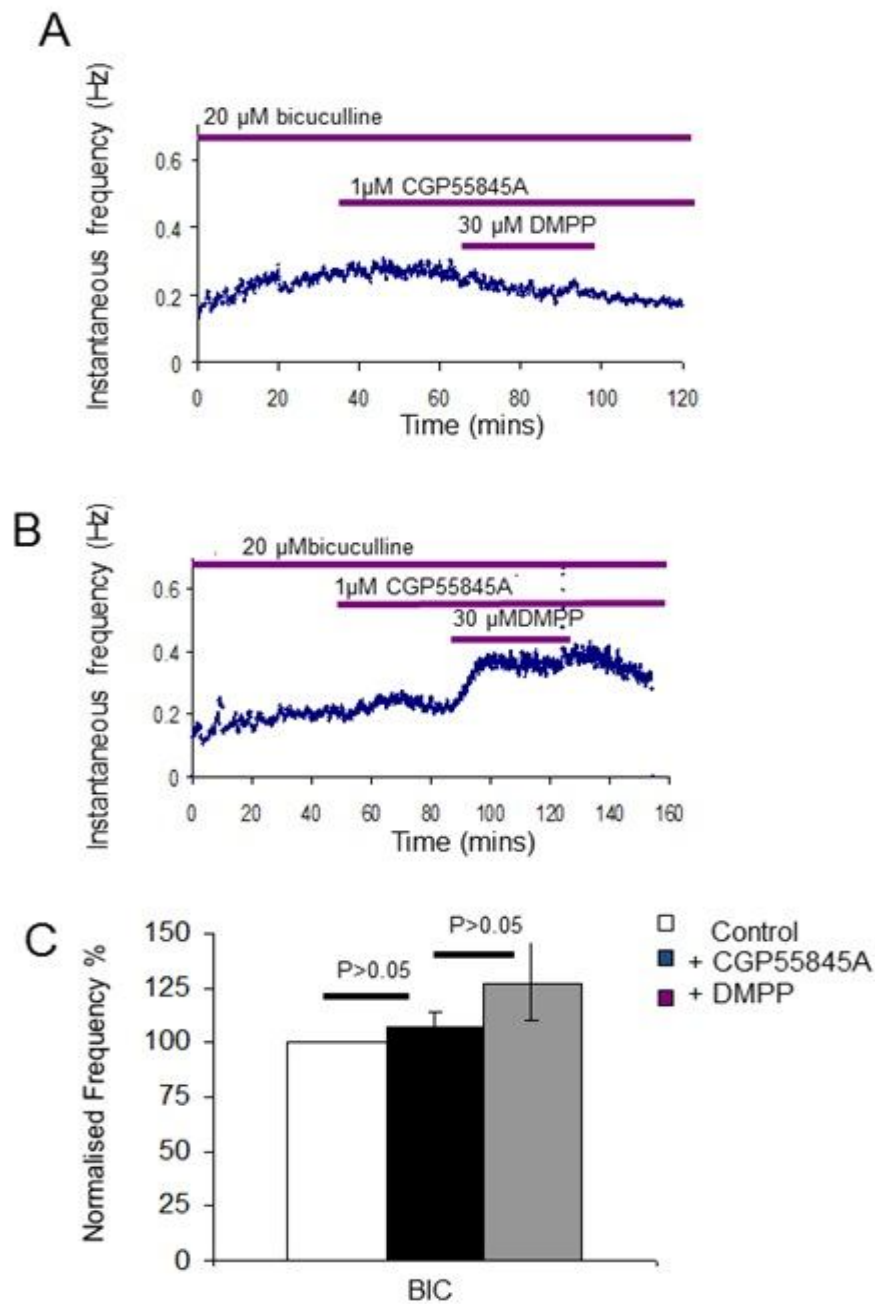 A
Instantaneous frequency (Hz)
20 µM bicuculline
1µM CGP55845A
30 µM DMPP
0.6
0.4
0.2
0
0 20 40 60 80 100 120
Time (mins)
B
Instantaneous frequency (Hz)
20 µMbicuculline
1µM CGP55845A
30 µMDMPP
0.6
0.4
0.2
0
0 20 40 60 80 100 120 140 160
Time (mins)
C
Normalised Frequency %
150
125
100
75
50
25
0
P>0.05
P>0.05
BIC
Control
+ CGP55845A
+ DMPP